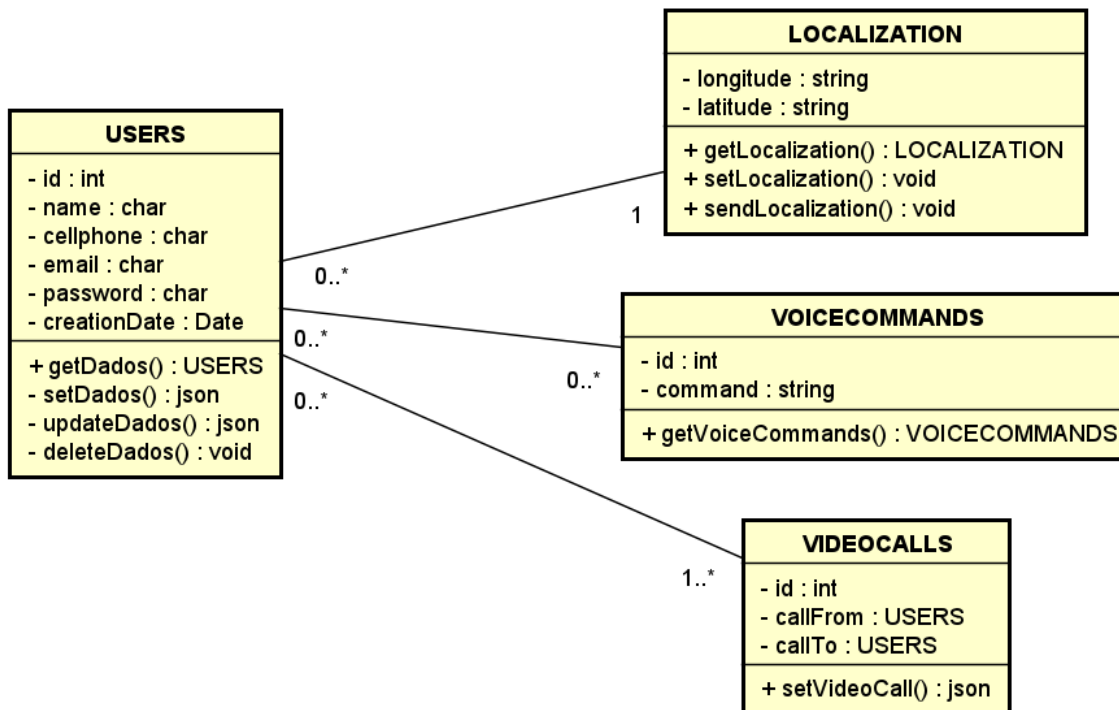 USERS
- id : int
- name : char
- cellphone : char
- email : char
- password : char
- creationDate : Date
+ getDados() : USERS
- setDados() : json
- updateDados() : json
- deleteDados() : void
0..*
1
LOCALIZATION
- longitude : string
- latitude : string
+ getLocalization() : LOCALIZATION
+ setLocalization() : void
+ sendLocalization() : void
0..*
0..*
VOICECOMMANDS
- id : int
- command : string
+ getVoiceCommands() : VOICECOMMANDS
0..*
1..*
VIDEOCALLS
- id : int
- callFrom : USERS
- callTo : USERS
+ setVideoCall() : json